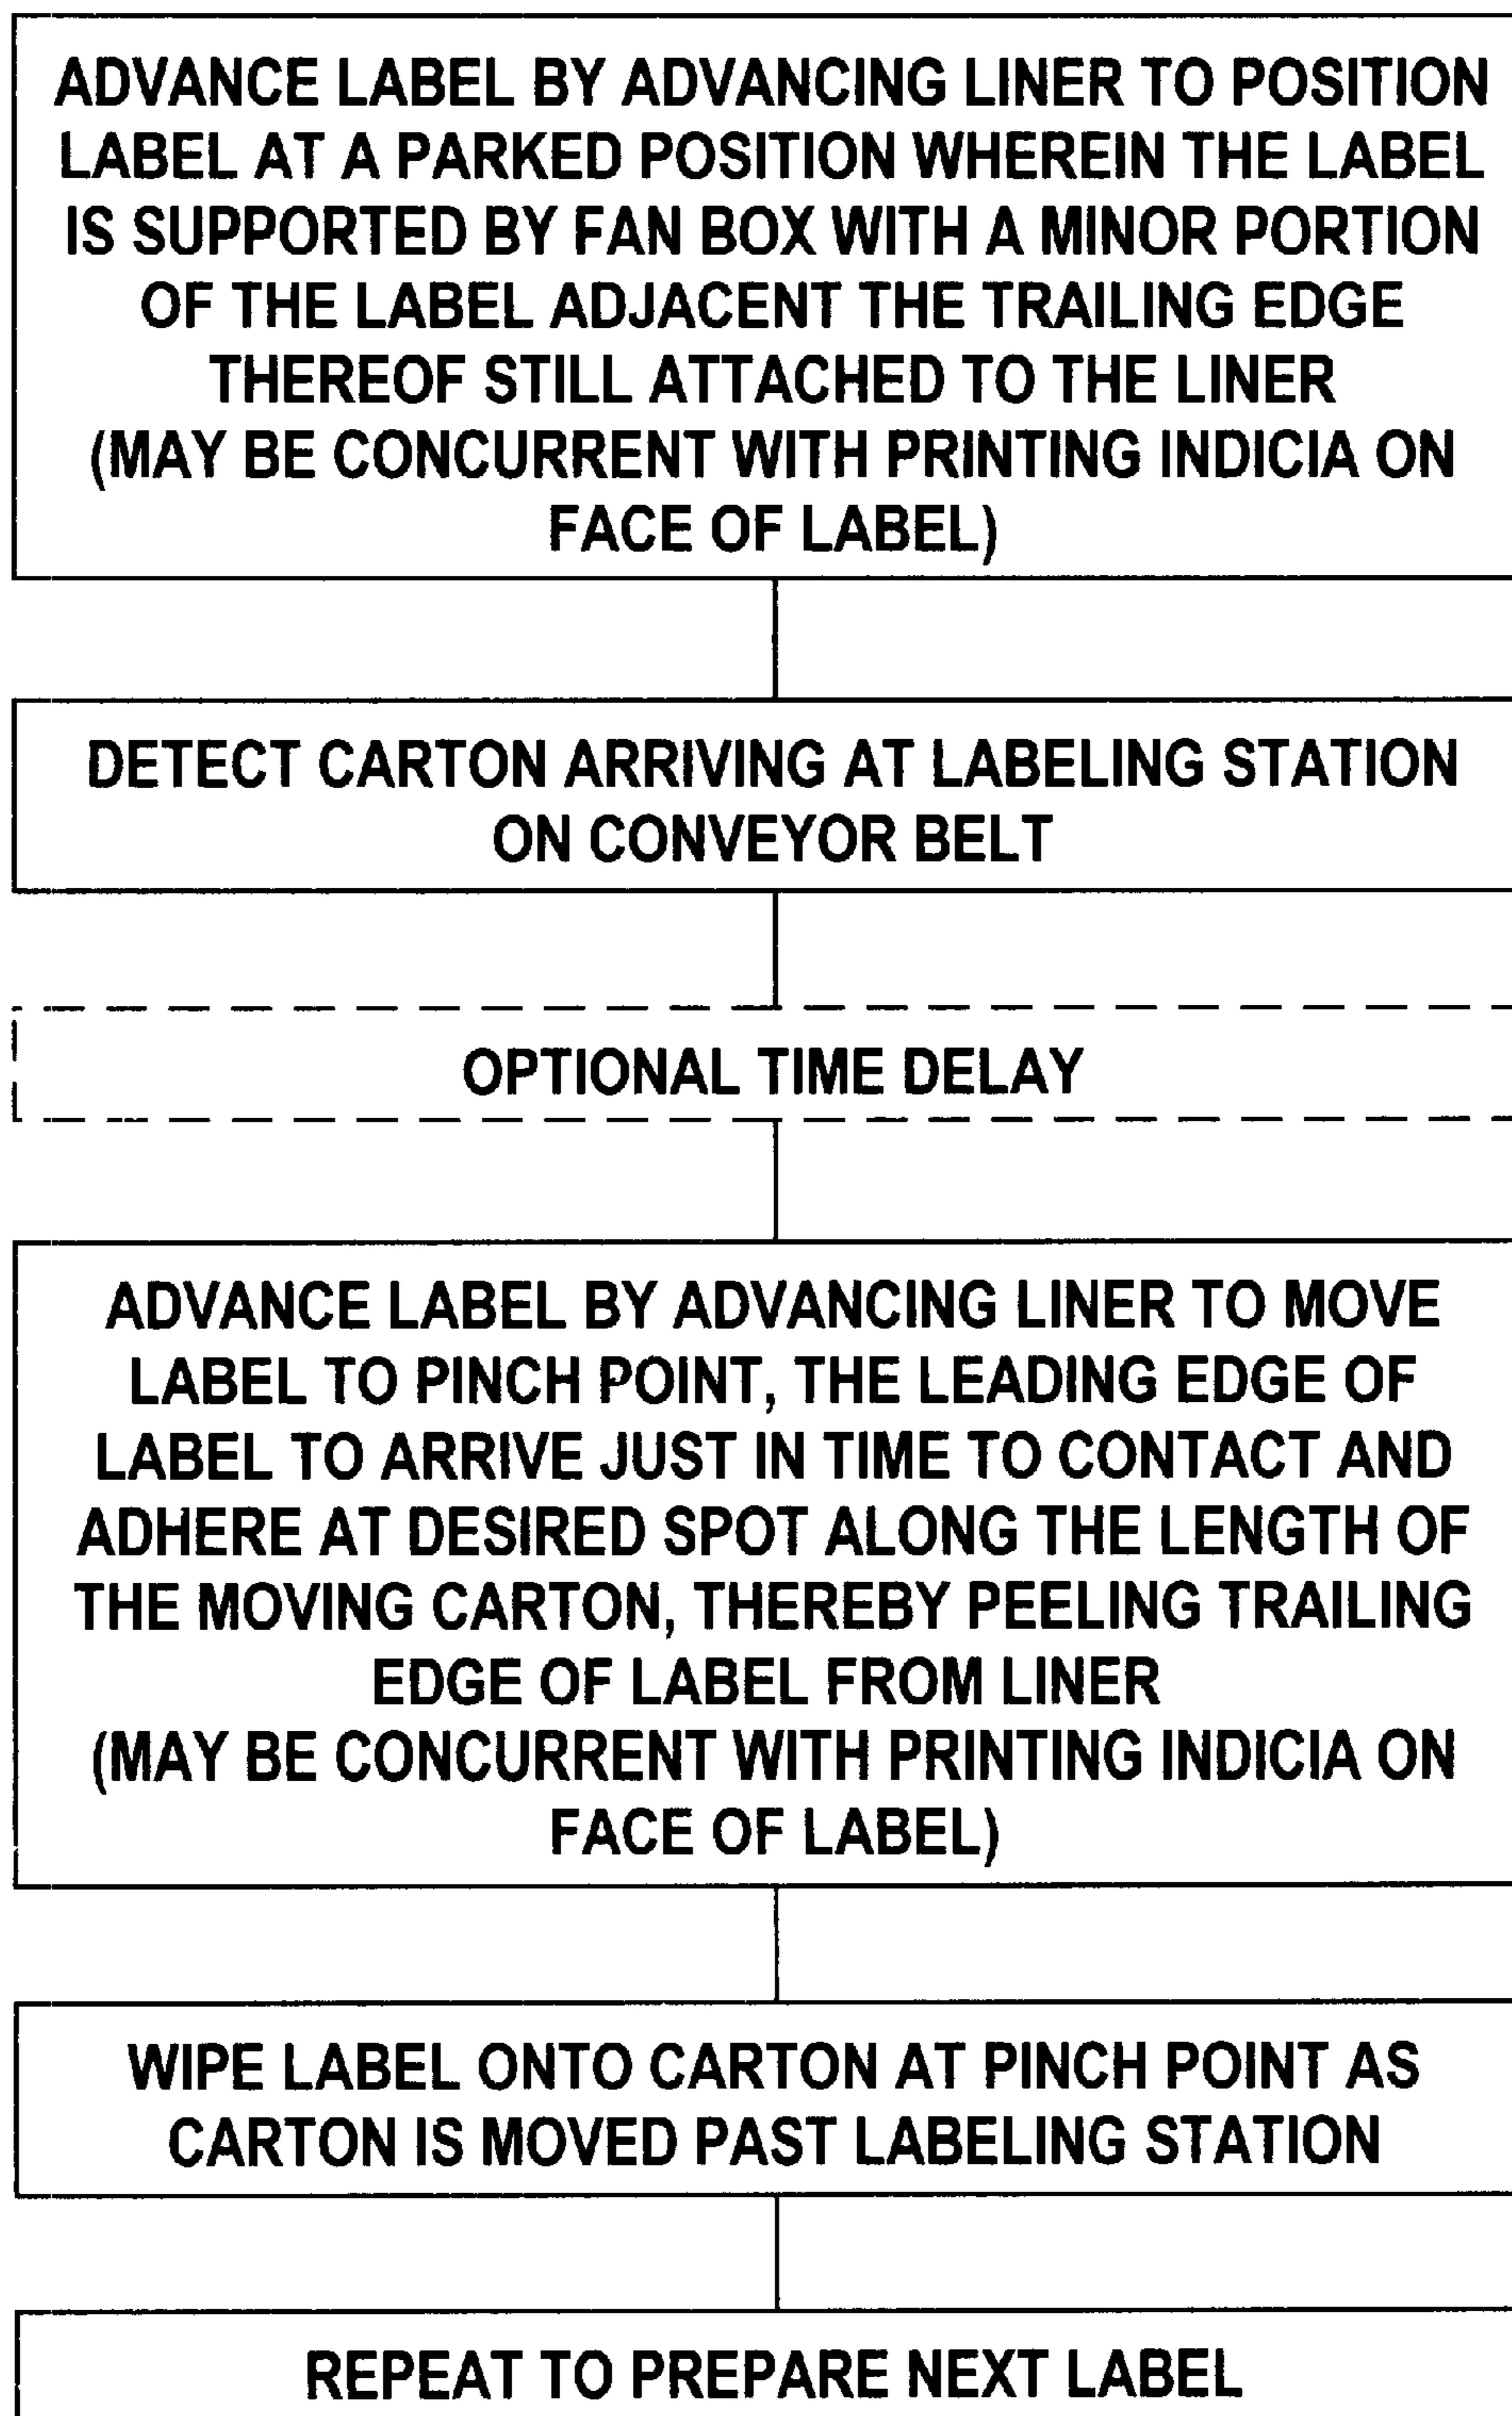 ADVANCE LABEL BY ADVANCING LINER TO POSITION
LABEL AT A PARKED POSITION WHEREIN THE LABEL
IS SUPPORTED BY FAN BOX WITH A MINOR PORTION
OF THE LABEL ADJACENT THE TRAILING EDGE
THEREOF STILL ATTACHED TO THE LINER
(MAY BE CONCURRENT WITH PRINTING INDICIA ON
FACE OF LABEL)
DETECT CARTON ARRIVING AT LABELING STATION
ON CONVEYOR BELT
OPTIONAL TIME DELAY
ADVANCE LABEL BY ADVANCING LINER TO MOVE
LABEL TO PINCH POINT, THE LEADING EDGE OF
LABEL TO ARRIVE JUST IN TIME TO CONTACT AND
ADHERE AT DESIRED SPOT ALONG THE LENGTH OF
THE MOVING CARTON, THEREBY PEELING TRAILING
EDGE OF LABEL FROM LINER
(MAY BE CONCURRENT WITH PRINTING INDICIA ON
FACE OF LABEL)
WIPE LABEL ONTO CARTON AT PINCH POINT AS
CARTON IS MOVED PAST LABELING STATION
REPEAT TO PREPARE NEXT LABEL